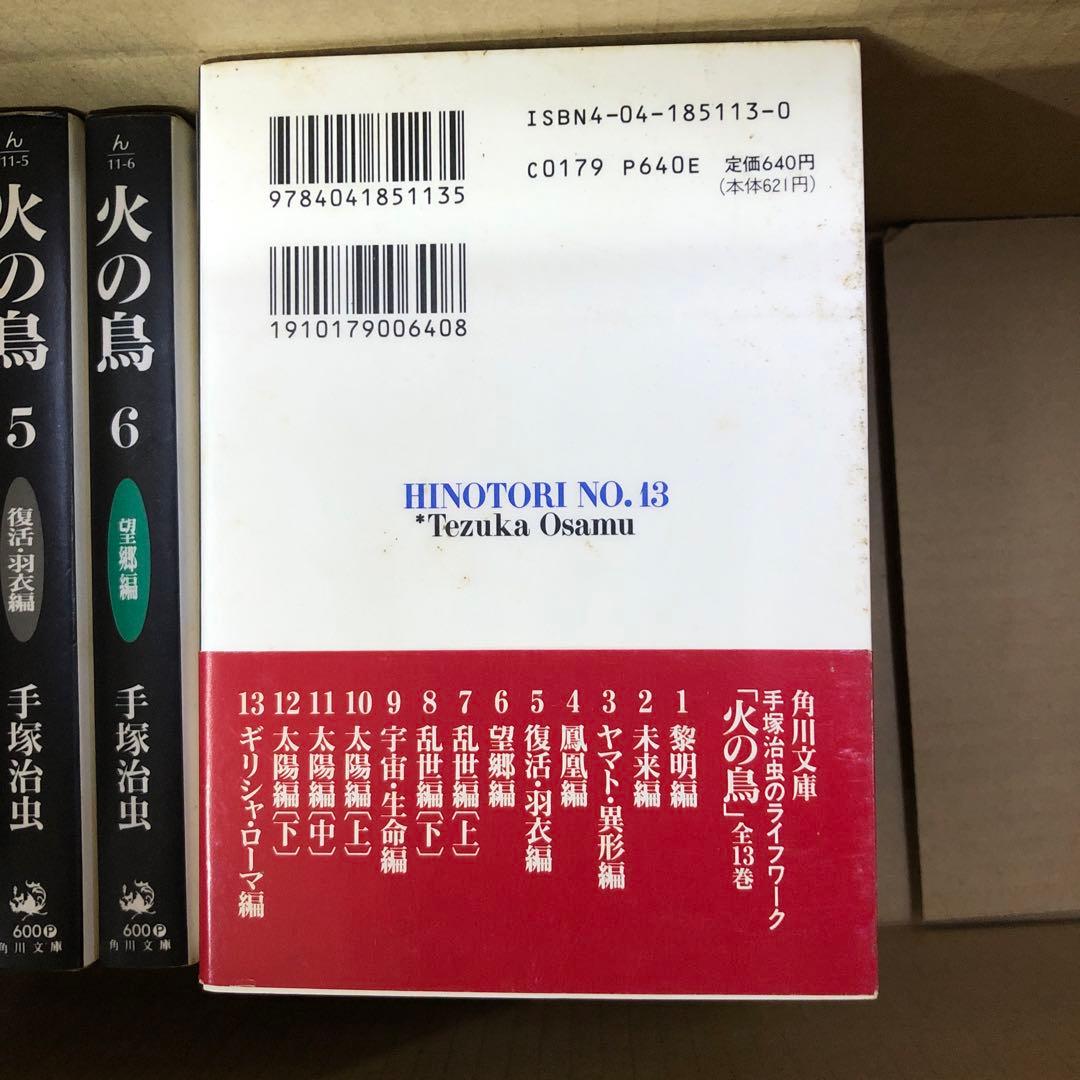 ん
11-5
火の鳥
5
復活・羽衣編
手塚治虫
600P
角川文庫
ん
11-6
火の鳥
6
望郷編
手塚治虫
600P
角川文庫
9784041851135
ISBN4-04-185113-0
C0179 P640E 定価640円
(本体621円)
1910179006408
HINOTORI NO. 13
*Tezuka Osamu
角川文庫
手塚治虫のライフワーク
「火の鳥」全13巻
1 黎明編
2 未来編
3 ヤマト・異形編
4 鳳凰編
5 復活・羽衣編
6 望郷編
7 乱世編〔上〕
8 乱世編〔下〕
9 宇宙・生命編
10 太陽編〔上〕
11 太陽編〔中〕
12 太陽編〔下〕
13 ギリシャ・ローマ編